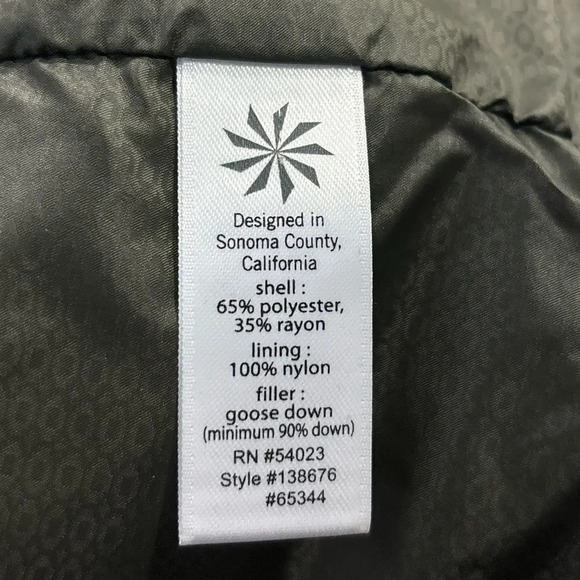 Designed in
Sonoma County,
California
shell :
65% polyester,
35% rayon
lining :
100% nylon
filler :
goose down
(minimum 90% down)
RN #54023
Style #138676
#65344